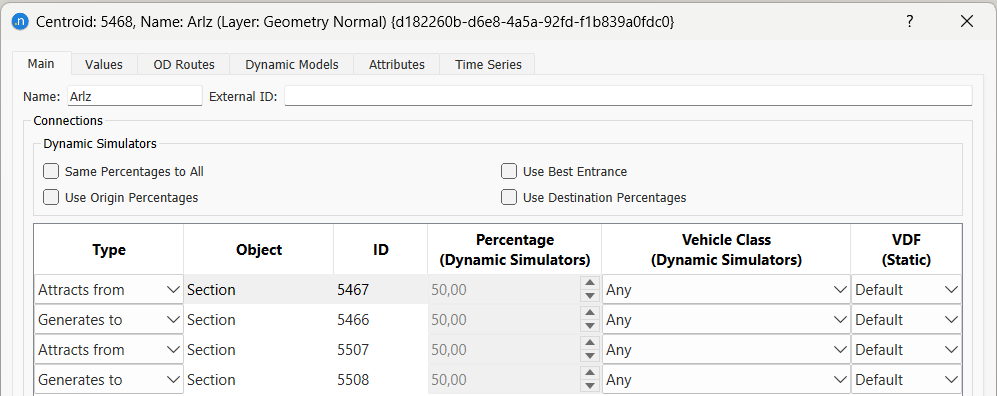 .n Centroid: 5468, Name: Arlz (Layer: Geometry Normal) {d182260b-d6e8-4a5a-92fd-f1b839a0fdc0} ?
Main Values OD Routes Dynamic Models Attributes Time Series
Name: Arlz External ID:
Connections
Dynamic Simulators
Same Percentages to All Use Best Entrance
Use Origin Percentages Use Destination Percentages
Type Object ID Percentage (Dynamic Simulators) Vehicle Class (Dynamic Simulators) VDF (Static)
Attracts from Section 5467 50,00 Any Default
Generates to Section 5466 50,00 Any Default
Attracts from Section 5507 50,00 Any Default
Generates to Section 5508 50,00 Any Default